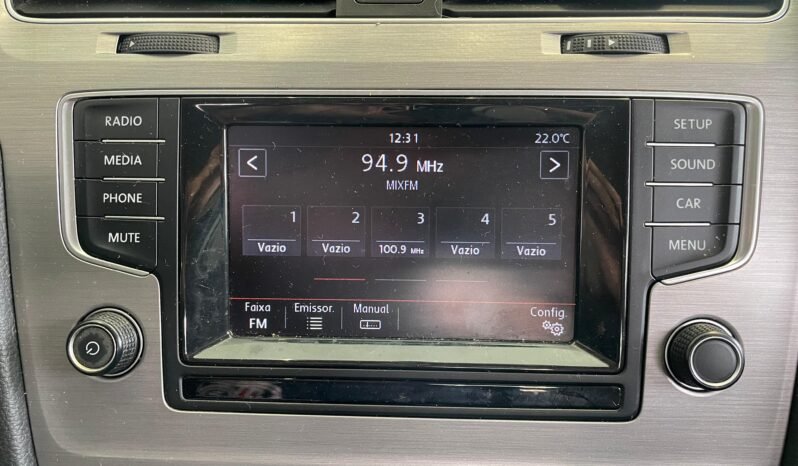 RADIO
MEDIA
PHONE
MUTE
12:31
22.0°C
94.9 MHz
MIXFM
1
Vazio
2
Vazio
3
100.9 MHz
4
Vazio
5
Vazio
Faixa
FM
Emissor.
Manual
Config.
SETUP
SOUND
CAR
MENU